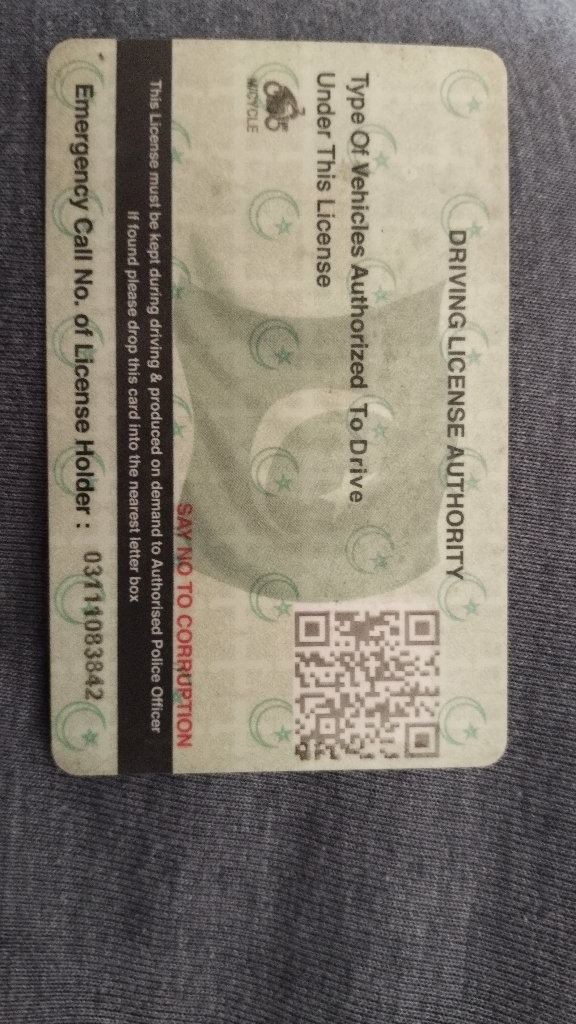 DRIVING LICENSE AUTHORITY
Type Of Vehicles Authorized To Drive
Under This License
SAY NO TO CORRUPTION
This License must be kept during driving & produced on demand to Authorised Police Officer
If found please drop this card into the nearest letter box
Emergency Call No. of License Holder : 03111083842